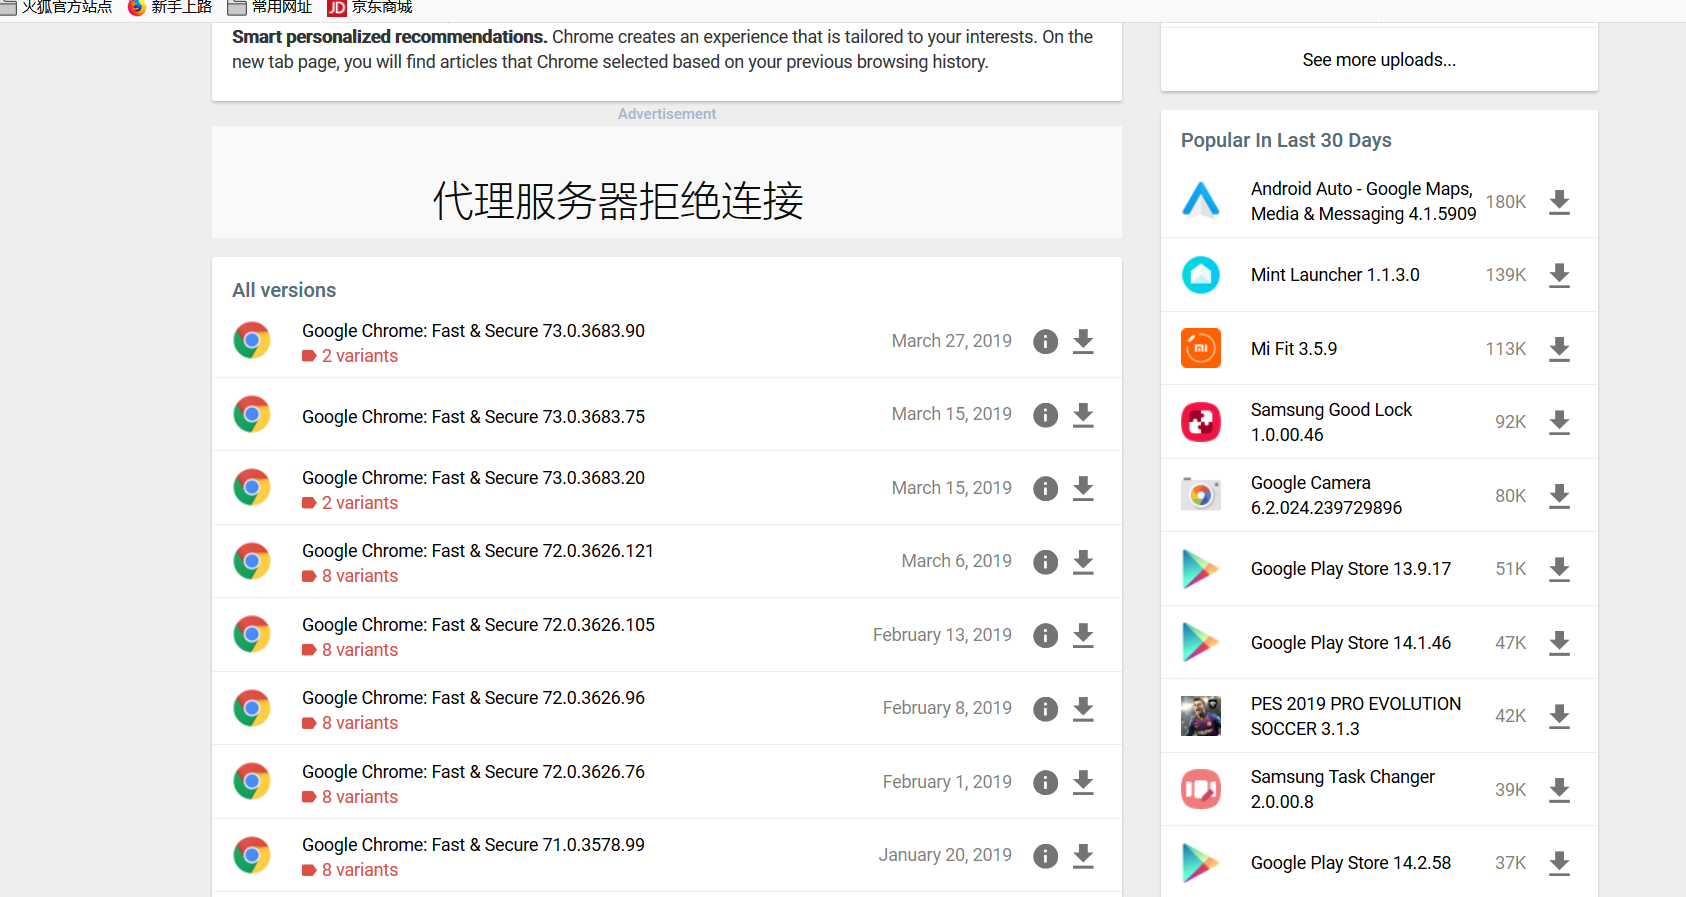 火狐官方站点 新手上路 常用网址 JD 京东商城
Smart personalized recommendations. Chrome creates an experience that is tailored to your interests. On the
new tab page, you will find articles that Chrome selected based on your previous browsing history.
Advertisement
代理服务器拒绝连接
All versions
Google Chrome: Fast & Secure 73.0.3683.90
2 variants
March 27, 2019
Google Chrome: Fast & Secure 73.0.3683.75
March 15, 2019
Google Chrome: Fast & Secure 73.0.3683.20
2 variants
March 15, 2019
Google Chrome: Fast & Secure 72.0.3626.121
8 variants
March 6, 2019
Google Chrome: Fast & Secure 72.0.3626.105
8 variants
February 13, 2019
Google Chrome: Fast & Secure 72.0.3626.96
8 variants
February 8, 2019
Google Chrome: Fast & Secure 72.0.3626.76
8 variants
February 1, 2019
Google Chrome: Fast & Secure 71.0.3578.99
8 variants
January 20, 2019
See more uploads...
Popular In Last 30 Days
Android Auto - Google Maps,
Media & Messaging 4.1.5909
180K
Mint Launcher 1.1.3.0
139K
Mi Fit 3.5.9
113K
Samsung Good Lock
1.0.00.46
92K
Google Camera
6.2.024.239729896
80K
Google Play Store 13.9.17
51K
Google Play Store 14.1.46
47K
PES 2019 PRO EVOLUTION
SOCCER 3.1.3
42K
Samsung Task Changer
2.0.00.8
39K
Google Play Store 14.2.58
37K